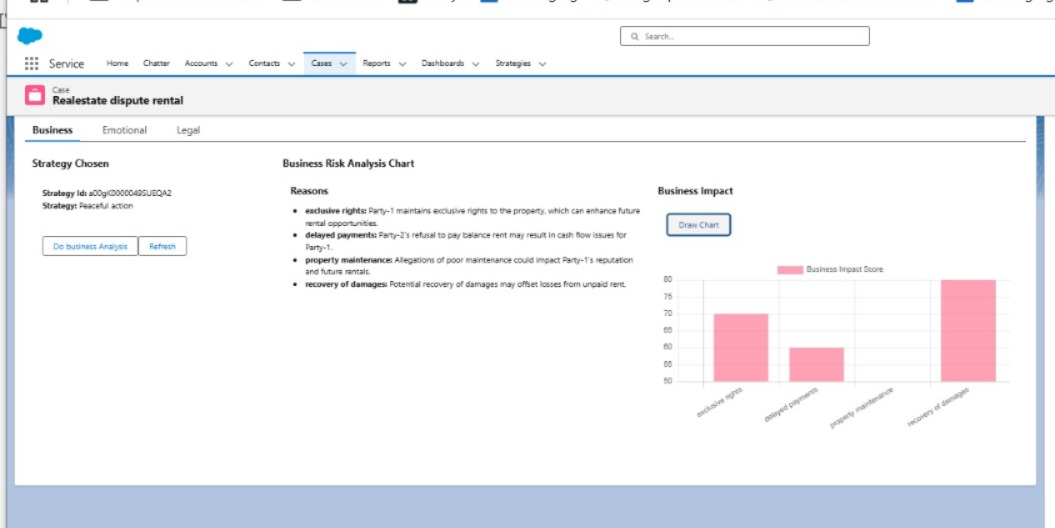 Search...
Service Home Chatter Accounts Contacts Cases Reports Dashboards Strategies
Case
Realestate dispute rental
Business Emotional Legal
Strategy Chosen
Strategy Id: a00gK0000049SUEQA2
Strategy: Peaceful action
Do business Analysis Refresh
Business Risk Analysis Chart
Reasons
exclusive rights: Party-1 maintains exclusive rights to the property, which can enhance future
rental opportunities.
delayed payments: Party-2's refusal to pay balance rent may result in cash flow issues for
Party-1.
property maintenance: Allegations of poor maintenance could impact Party-1's reputation
and future rentals.
recovery of damages: Potential recovery of damages may offset losses from unpaid rent.
Business Impact
Draw Chart
Business Impact Score
80
75
70
65
60
55
50
exclusive rights
delayed payments
property maintenance
recovery of damages